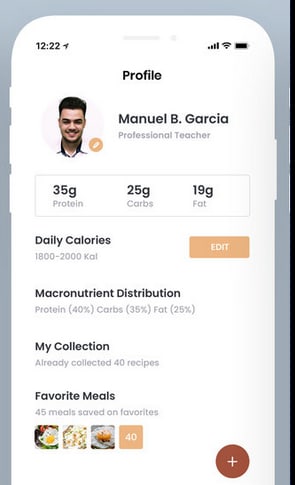 12:22
Profile
Manuel B. Garcia
Professional Teacher
35g 25g 19g
Protein Carbs Fat
Daily Calories
EDIT
1800-2000 Kal
Macronutrient Distribution
Protein (40%) Carbs (35%) Fat (25%)
My Collection
Already collected 40 recipes
Favorite Meals
45 meals saved on favorites
40
+